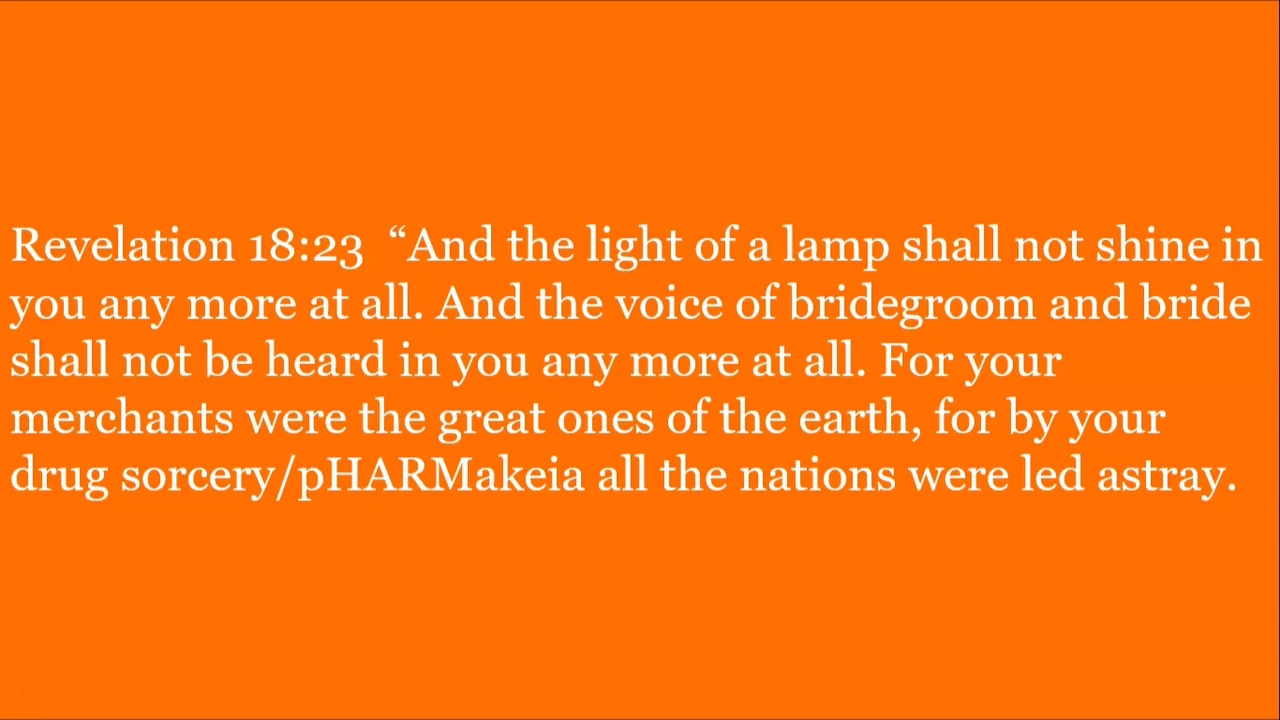 Revelation 18:23  “And the light of a lamp shall not shine in
you any more at all. And the voice of bridegroom and bride
shall not be heard in you any more at all. For your
merchants were the great ones of the earth, for by your
drug sorcery/pHARMakeia all the nations were led astray.